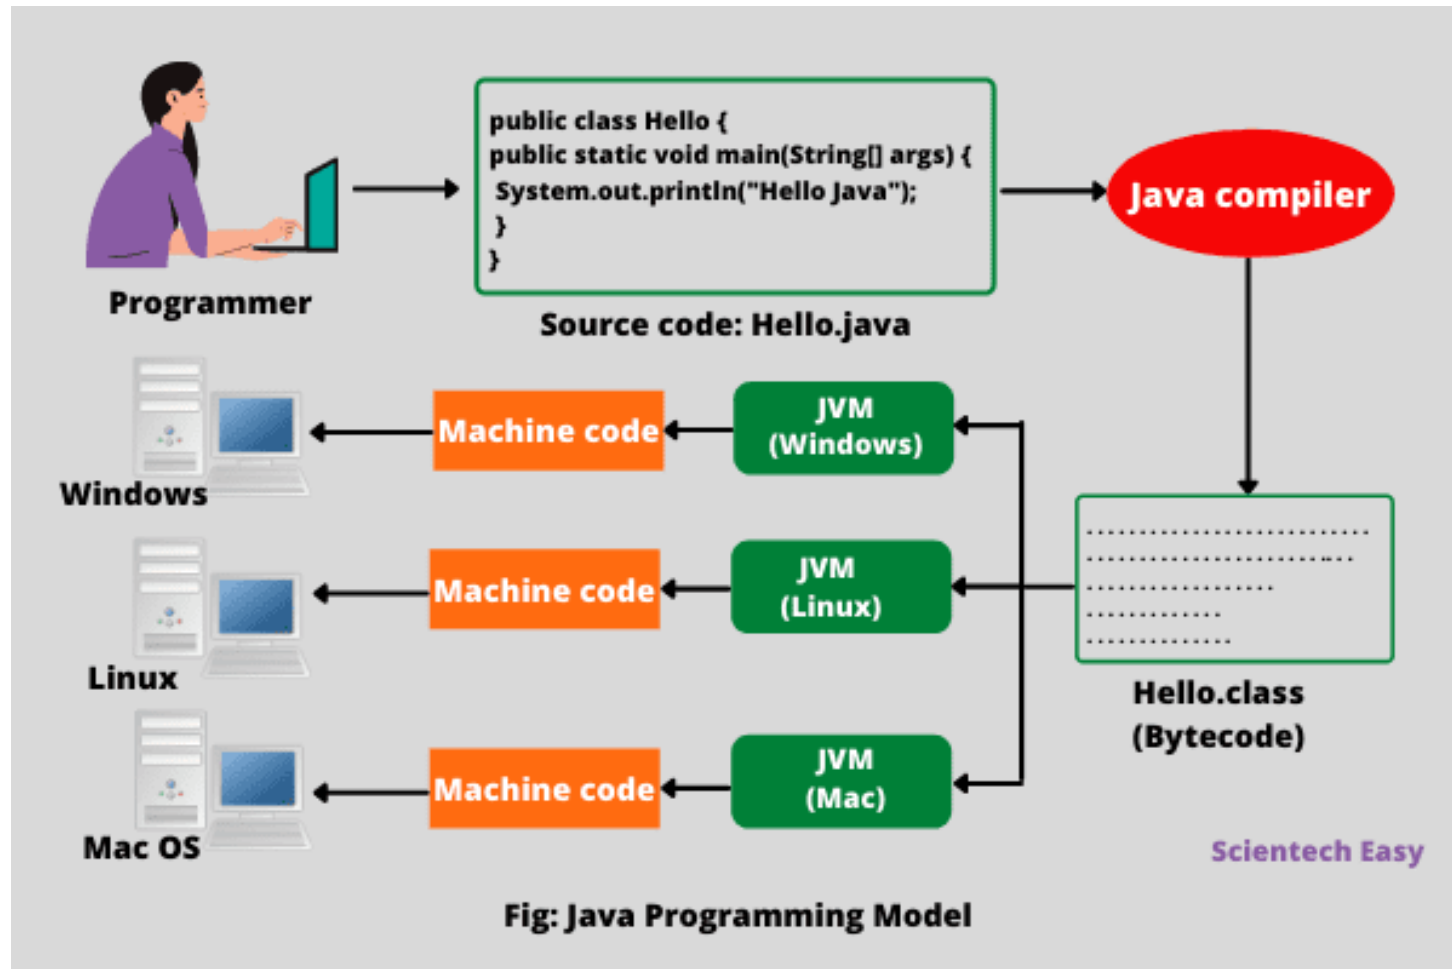 public class Hello {
public static void main(String[] args) {
System.out.println("Hello Java");
}
}
Java compiler
Programmer
Source code: Hello.java
Windows
Machine code
JVM
(Windows)
Linux
Machine code
JVM
(Linux)
Hello.class
(Bytecode)
Mac OS
Machine code
JVM
(Mac)
Scientech Easy
Fig: Java Programming Model